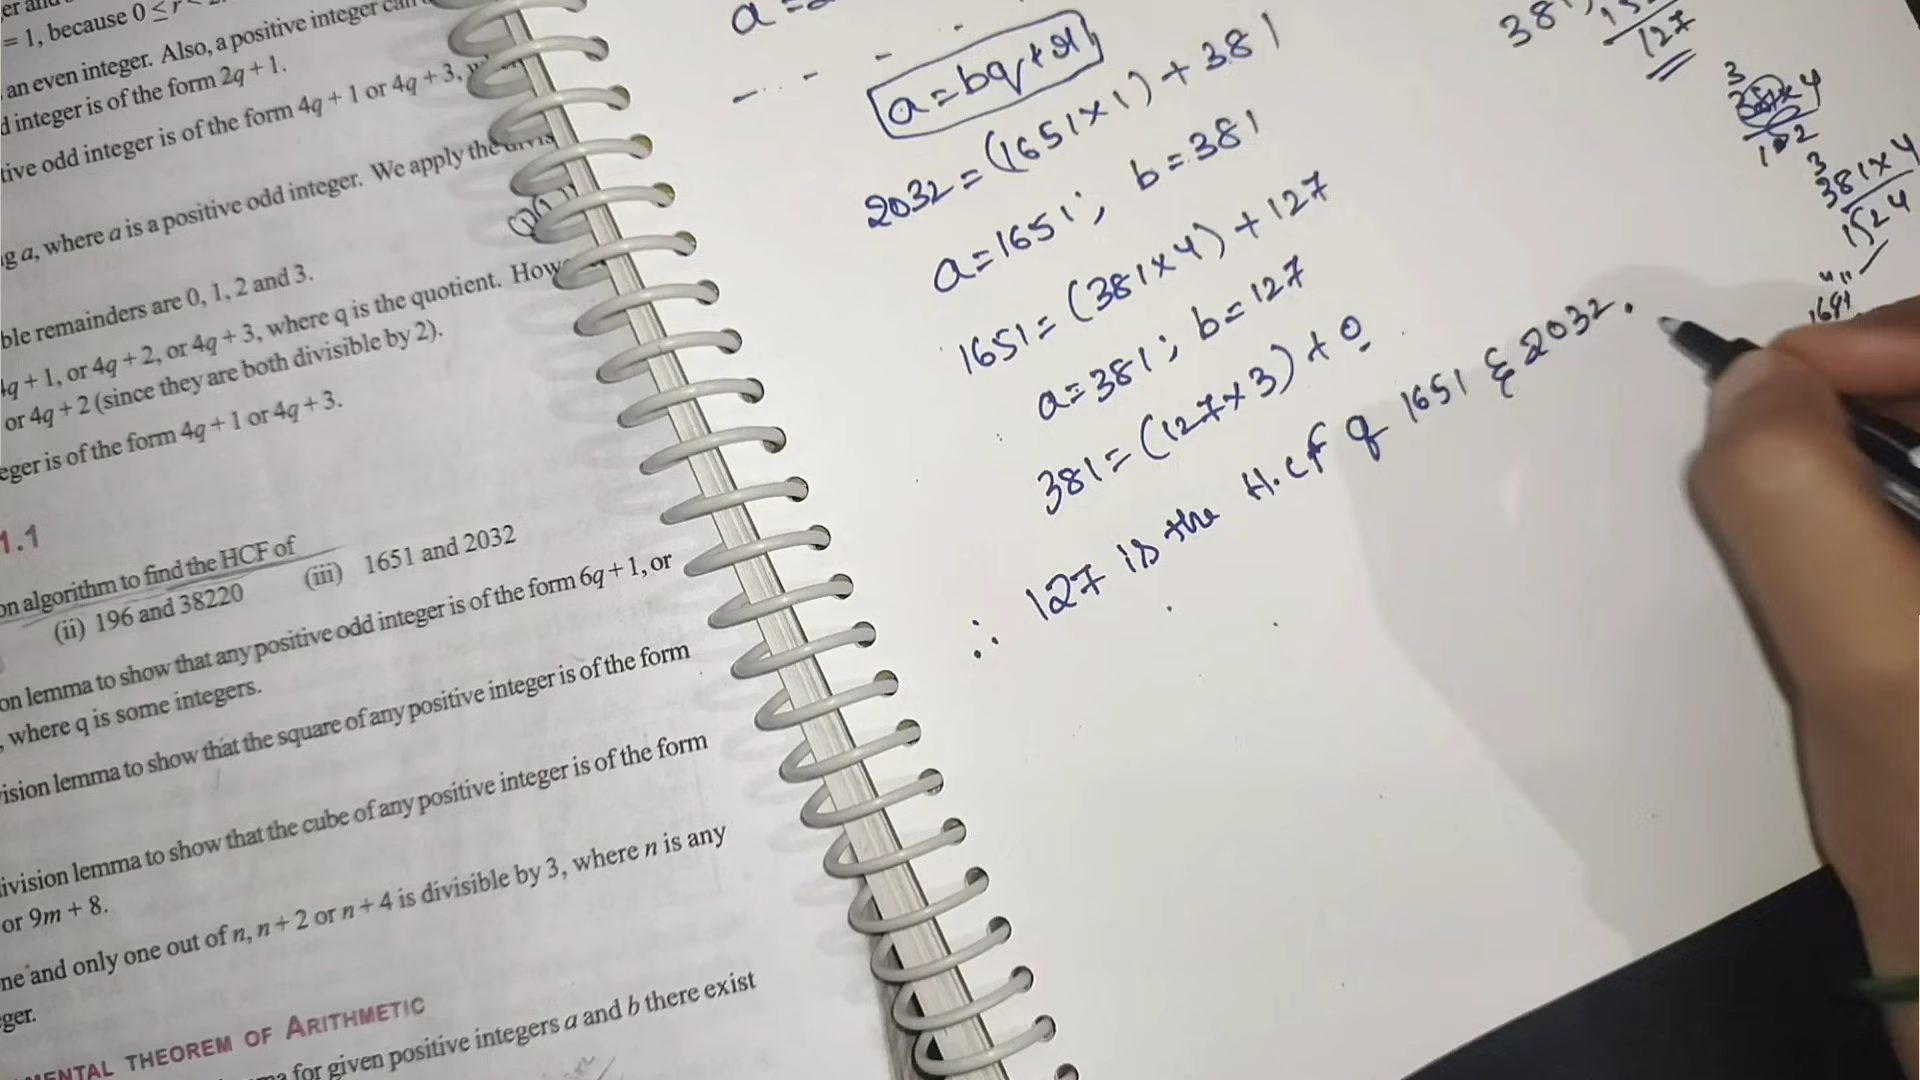 = 1, because 0 ≤ r <
an even integer. Also, a positive integer can
integer is of the form 2q + 1.
tive odd integer is of the form 4q + 1 or 4q + 3,
a, where a is a positive odd integer. We apply the
remainders are 0, 1, 2 and 3.
4q + 1, or 4q + 2, or 4q + 3, where q is the quotient.
or 4q + 2 (since they are both divisible by 2).
eger is of the form 4q + 1 or 4q + 3.
1.1
on algorithm to find the HCF of
(ii) 196 and 38220 (iii) 1651 and 2032
on lemma to show that any positive odd integer is of the form 6q + 1, or
, where q is some integers.
ision lemma to show that the square of any positive integer is of the form
ivision lemma to show that the cube of any positive integer is of the form
or 9m + 8.
ne and only one out of n, n + 2 or n + 4 is divisible by 3, where n is any
ger.
MENTAL THEOREM OF ARITHMETIC
for given positive integers a and b there exist
a = bq + r
2032 = (1651 × 1) + 381
a = 1651 ; b = 381
1651 = (381 × 4) + 127
a = 381 ; b = 127
381 = (127 × 3) + 0
∴ 127 is the H.C.F of 1651 & 2032.
381)
127
381 × 4
1524